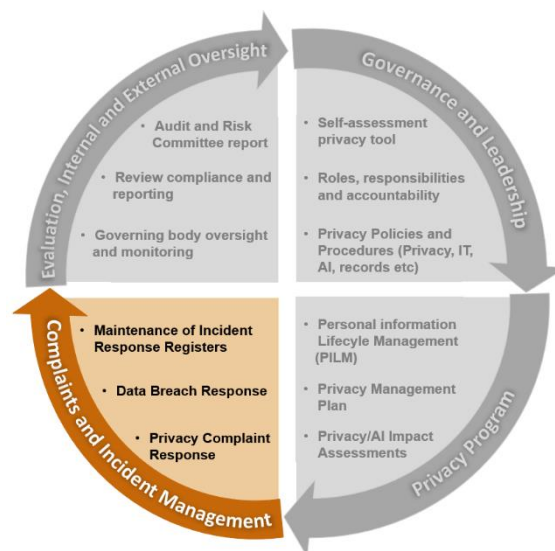 Evaluation, Internal and External Oversight
• Audit and Risk
Committee report
• Review compliance and
reporting
• Governing body oversight
and monitoring
Governance and Leadership
• Self-assessment
privacy tool
• Roles, responsibilities
and accountability
• Privacy Policies and
Procedures (Privacy, IT,
AI, records etc)
Complaints and Incident Management
• Maintenance of Incident
Response Registers
• Data Breach Response
• Privacy Complaint
Response
• Personal information
Lifecyle Management
(PILM)
• Privacy Management
Plan
• Privacy/AI Impact
Assessments
Privacy Program